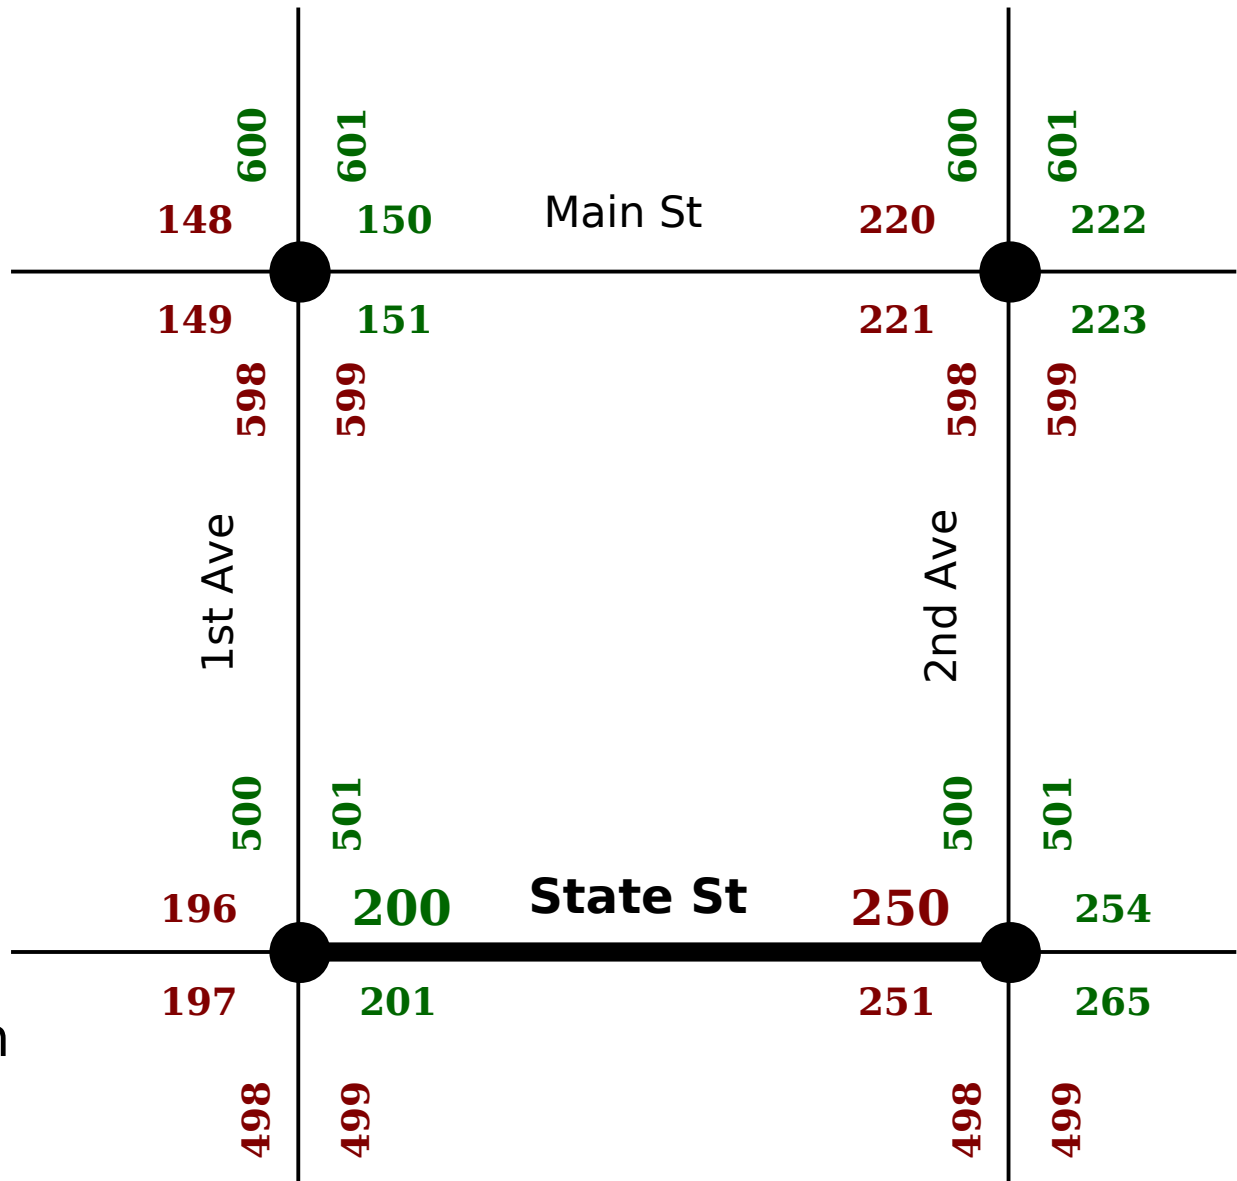 600 601 600 601
148 150 Main St 220 222
149 151 221 223
598 599 598 599
1st Ave 2nd Ave
500 501 500 501
196 200 State St 250 254
197 201 251 265
498 499 498 499